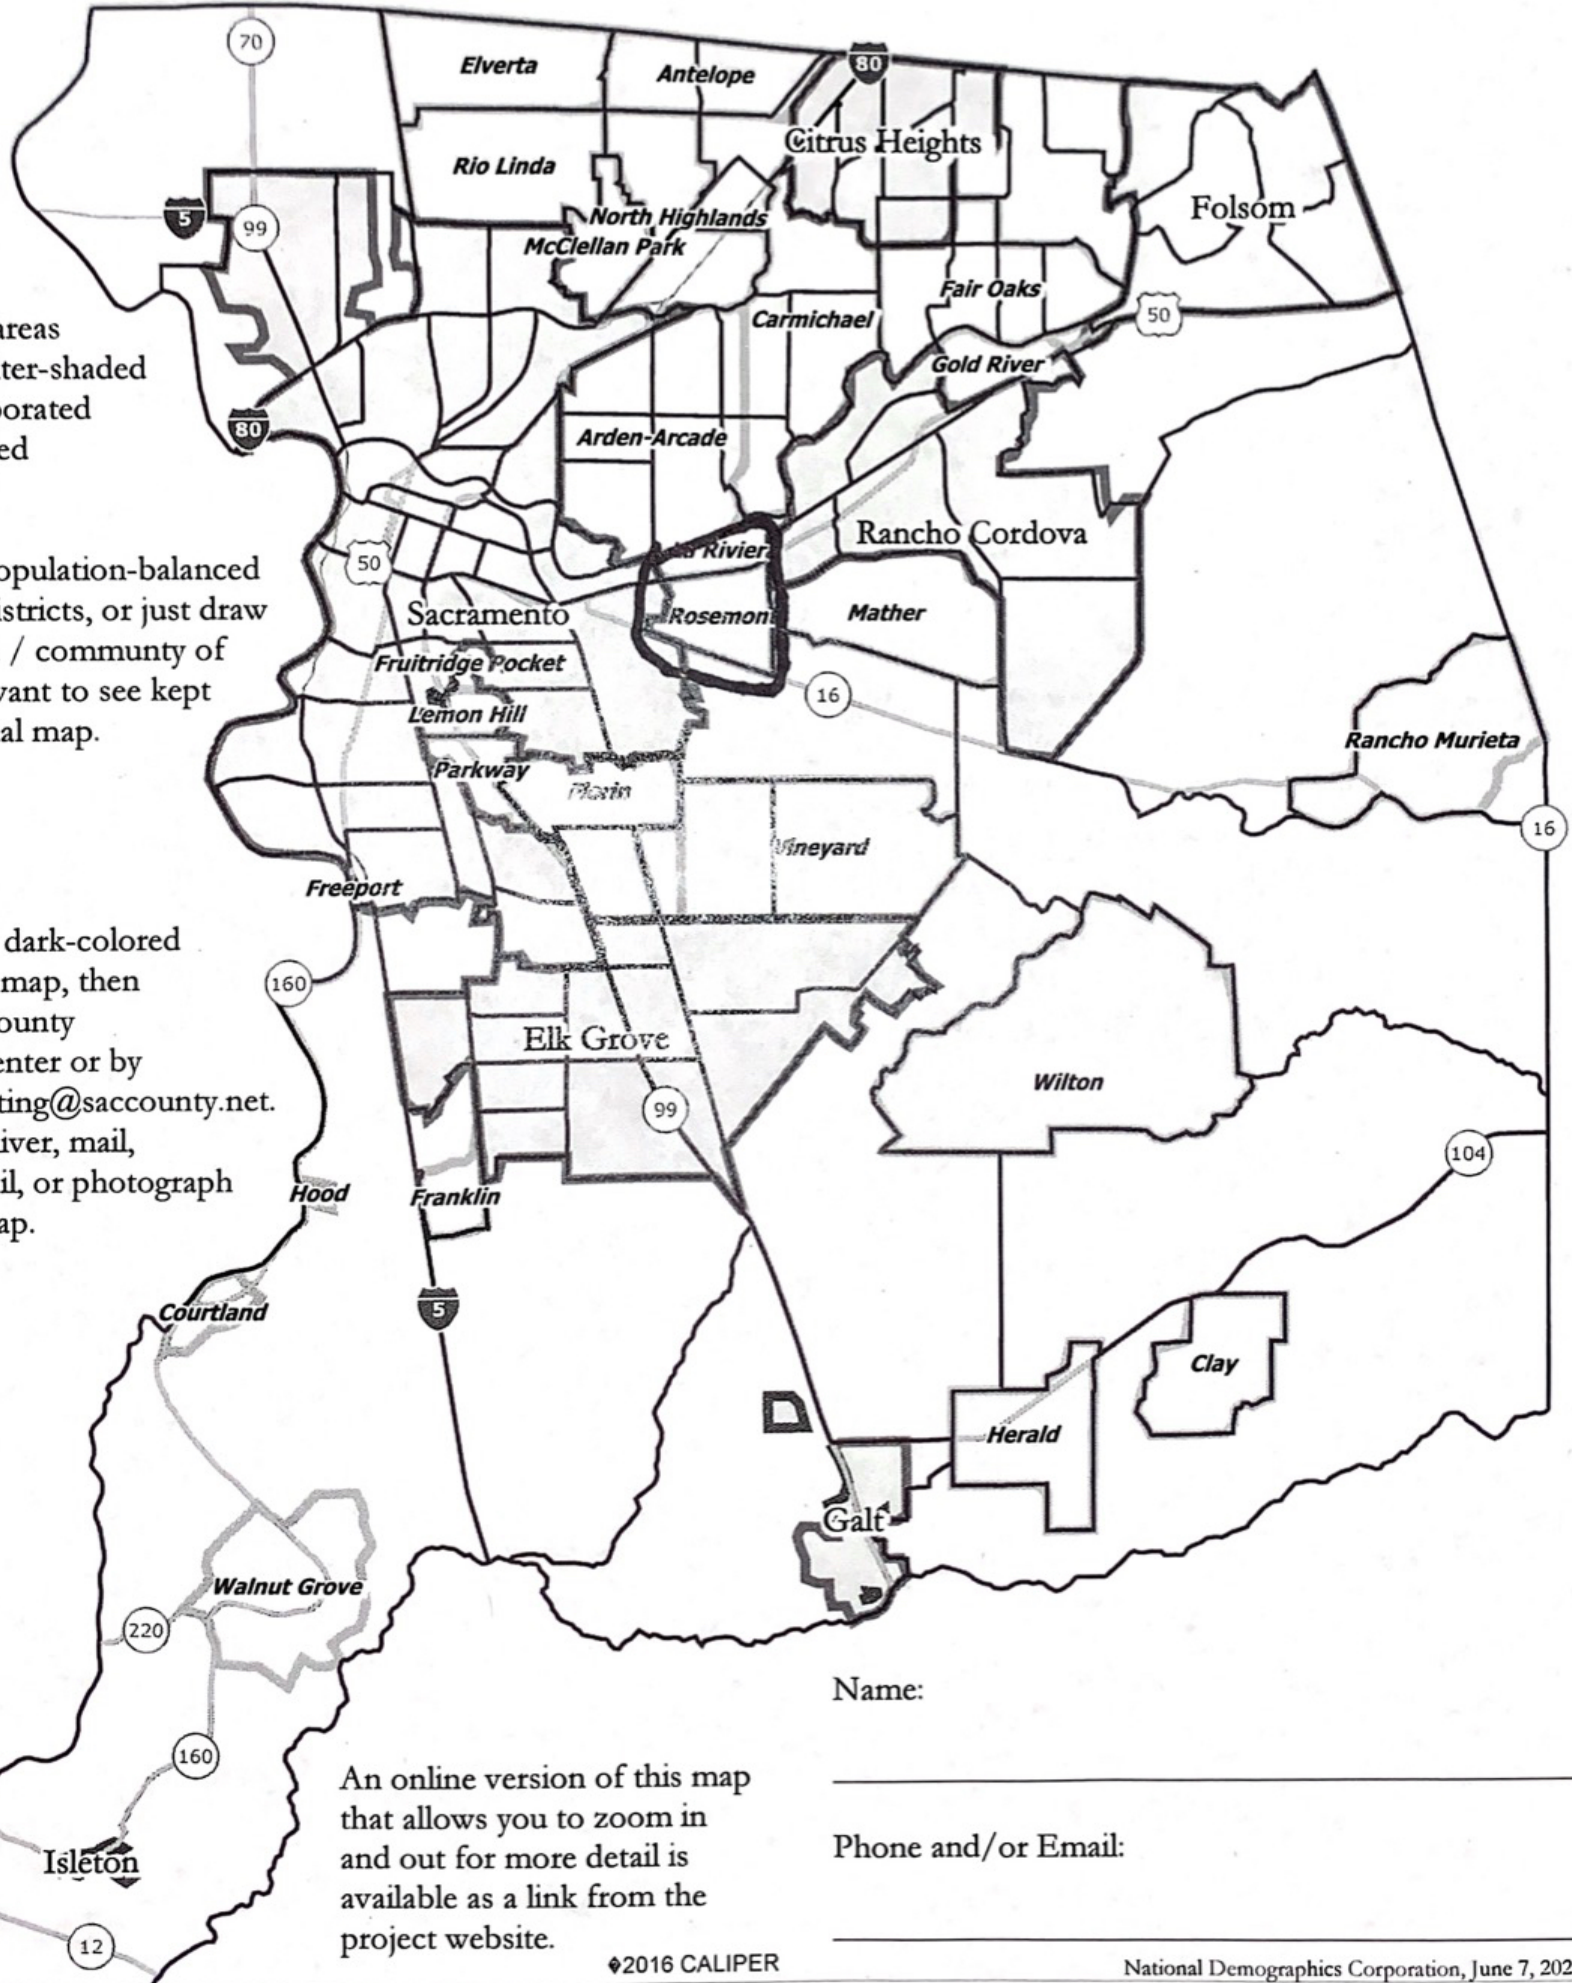 70
Elverta
Antelope
80
Citrus Heights
Rio Linda
Folsom
5
99
North Highlands
McClellan Park
Fair Oaks
50
Carmichael
areas
ter-shaded
porated
ed
Gold River
80
Arden-Arcade
Rancho Cordova
50
Rivier
opulation-balanced
istricts, or just draw
/ communty of
want to see kept
al map.
Sacramento
Rosemont
Mather
Fruitridge Pocket
16
Lemon Hill
Rancho Murieta
Parkway
Florin
16
Vineyard
Freeport
dark-colored
map, then
ounty
enter or by
ting@saccounty.net.
iver, mail,
il, or photograph
ap.
160
Elk Grove
Wilton
99
104
Hood
Franklin
5
Courtland
Clay
Herald
Galt
Walnut Grove
220
160
Isleton
12
An online version of this map
that allows you to zoom in
and out for more detail is
available as a link from the
project website.
Name:
Phone and/or Email:
�2016 CALIPER
National Demographics Corporation, June 7, 202